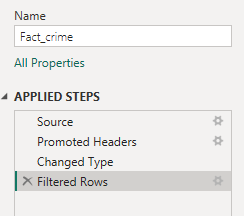 Name
Fact_crime
All Properties
APPLIED STEPS
Source
Promoted Headers
Changed Type
Filtered Rows